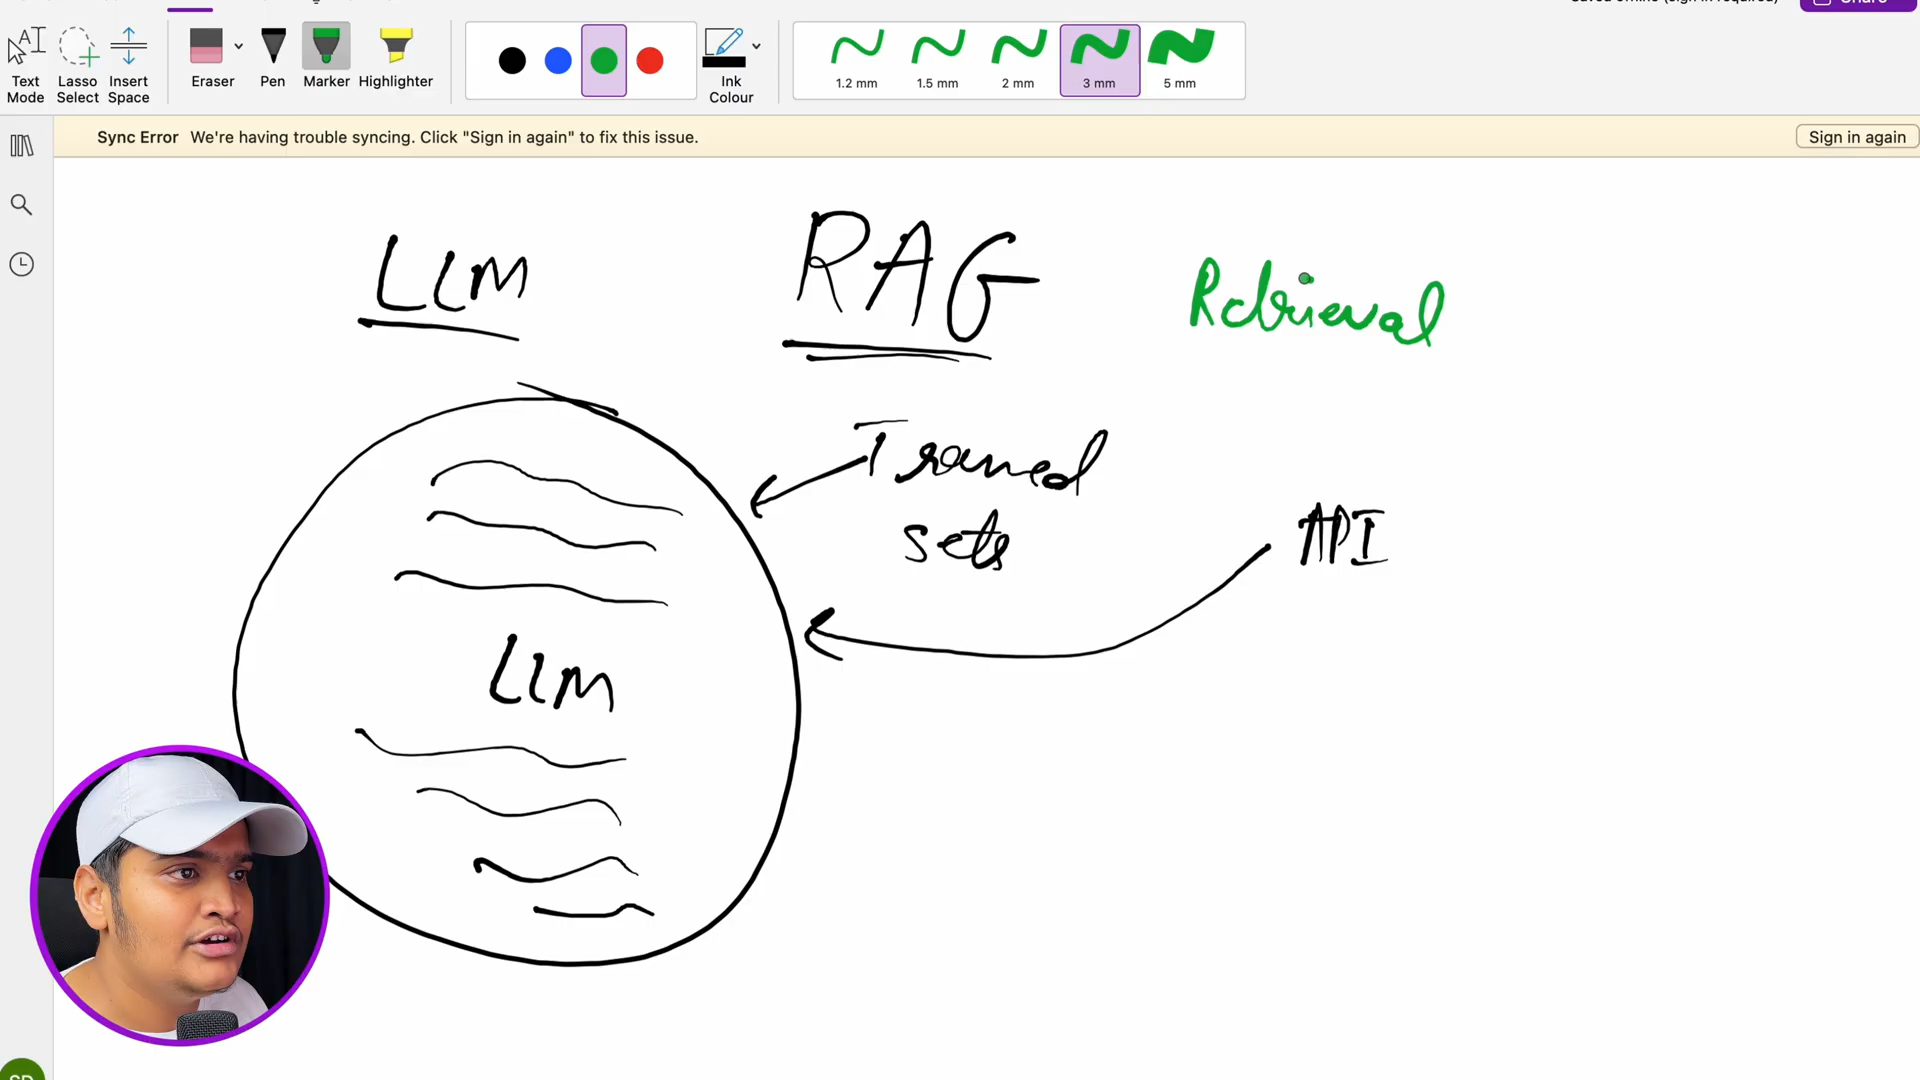 Text Mode
Lasso Select
Insert Space
Eraser
Pen
Marker
Highlighter
Ink Colour
1.2 mm
1.5 mm
2 mm
3 mm
5 mm
Sync Error We're having trouble syncing. Click "Sign in again" to fix this issue.
Sign in again
LLM
RAG
Retrieval
Trained
sets
API
LLM